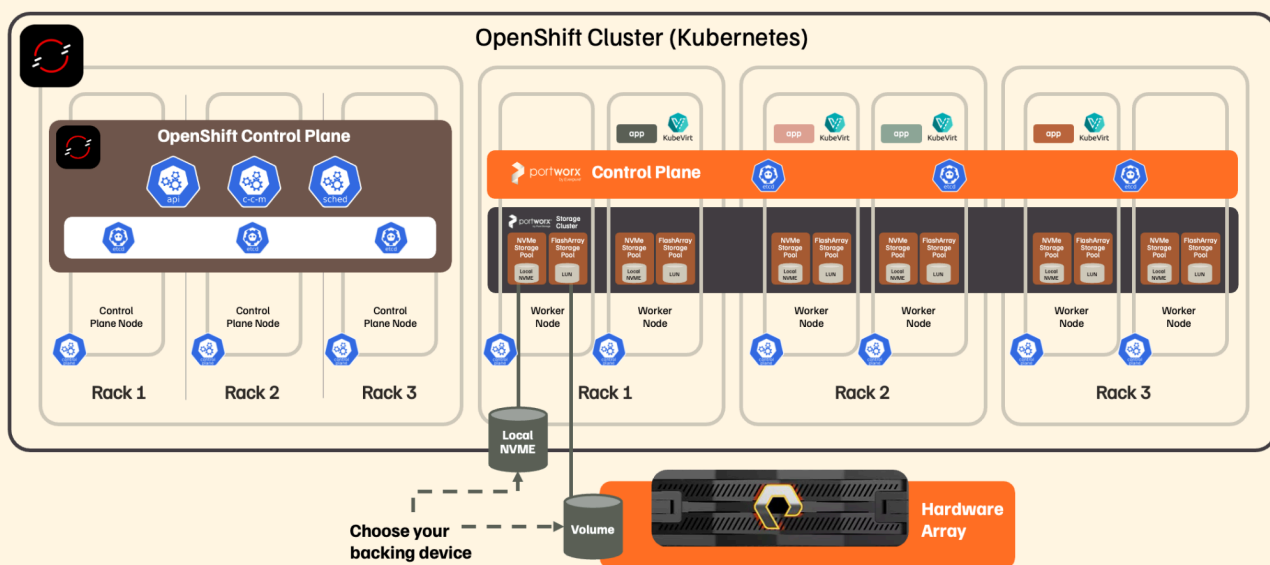 OpenShift Cluster (Kubernetes)
OpenShift Control Plane
api
c-c-m
sched
etcd
etcd
etcd
Control
Plane Node
Control
Plane Node
Control
Plane Node
Rack 1
Rack 2
Rack 3
app
KubeVirt
app
KubeVirt
app
KubeVirt
app
KubeVirt
portworx
Control Plane
etcd
etcd
etcd
portworx
Storage
Cluster
NVMe
Storage
Pool
Local
NVME
FlashArray
Storage
Pool
LUN
NVMe
Storage
Pool
Local
NVME
FlashArray
Storage
Pool
LUN
NVMe
Storage
Pool
Local
NVME
FlashArray
Storage
Pool
LUN
NVMe
Storage
Pool
Local
NVME
FlashArray
Storage
Pool
LUN
NVMe
Storage
Pool
Local
NVME
FlashArray
Storage
Pool
LUN
NVMe
Storage
Pool
Local
NVME
FlashArray
Storage
Pool
LUN
Worker
Node
Worker
Node
Worker
Node
Worker
Node
Worker
Node
Worker
Node
Rack 1
Rack 2
Rack 3
Local
NVME
Choose your
backing device
Volume
Hardware
Array